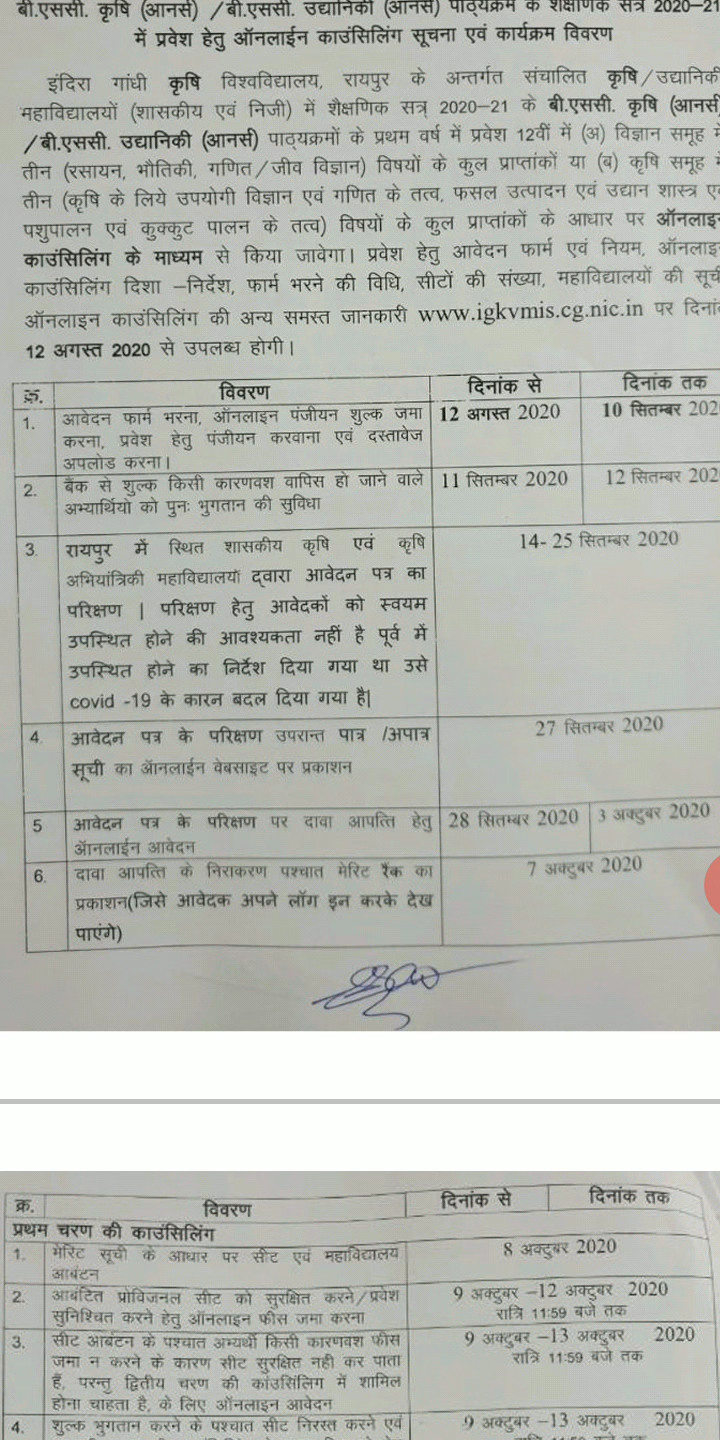 बी.एससी. कृषि (आनर्स) /बी.एससी. उद्यानिकी (आनर्स) पाठ्यक्रम के शैक्षणिक सत्र 2020–21
में प्रवेश हेतु ऑनलाईन काउंसिलिंग सूचना एवं कार्यक्रम विवरण
इंदिरा गांधी कृषि विश्वविद्यालय, रायपुर के अन्तर्गत संचालित कृषि/उद्यानिकी
महाविद्यालयों (शासकीय एवं निजी) में शैक्षणिक सत्र् 2020–21 के बी.एससी. कृषि (आनर्स
/बी.एससी. उद्यानिकी (आनर्स) पाठ्यक्रमों के प्रथम वर्ष में प्रवेश 12वीं में (अ) विज्ञान समूह
तीन (रसायन, भौतिकी, गणित/जीव विज्ञान) विषयों के कुल प्राप्तांकों या (ब) कृषि समूह
तीन (कृषि के लिये उपयोगी विज्ञान एवं गणित के तत्व, फसल उत्पादन एवं उद्यान शास्त्र
पशुपालन एवं कुक्कुट पालन के तत्व) विषयों के कुल प्राप्तांकों के आधार पर ऑनलाइन
काउंसिलिंग के माध्यम से किया जावेगा। प्रवेश हेतु आवेदन फार्म एवं नियम, ऑनलाइन
काउंसिलिंग दिशा –निर्देश, फार्म भरने की विधि, सीटों की संख्या, महाविद्यालयों की सूची
ऑनलाइन काउंसिलिंग की अन्य समस्त जानकारी www.igkvmis.cg.nic.in पर दिनां
12 अगस्त 2020 से उपलब्ध होगी।
क्र. विवरण दिनांक से दिनांक तक
1. आवेदन फार्म भरना, ऑनलाइन पंजीयन शुल्क जमा 12 अगस्त 2020 10 सितम्बर 202
करना, प्रवेश हेतु पंजीयन करवाना एवं दस्तावेज
अपलोड करना।
2. बैंक से शुल्क किसी कारणवश वापिस हो जाने वाले 11 सितम्बर 2020 12 सितम्बर 202
अभ्यार्थियो को पुनः भुगतान की सुविधा
3. रायपुर में स्थित शासकीय कृषि एवं कृषि 14- 25 सितम्बर 2020
अभियांत्रिकी महाविद्यालयों द्वारा आवेदन पत्र का
परिक्षण | परिक्षण हेतु आवेदकों को स्वयम
उपस्थित होने की आवश्यकता नहीं है पूर्व में
उपस्थित होने का निर्देश दिया गया था उसे
covid -19 के कारन बदल दिया गया है|
4. आवेदन पत्र के परिक्षण उपरान्त पात्र /अपात्र 27 सितम्बर 2020
सूची का ऑनलाईन वेबसाइट पर प्रकाशन
5 आवेदन पत्र के परिक्षण पर दावा आपत्ति हेतु 28 सितम्बर 2020 3 अक्टुबर 2020
ऑनलाईन आवेदन
6. दावा आपत्ति के निराकरण पश्चात मेरिट रैंक का 7 अक्टुबर 2020
प्रकाशन(जिसे आवेदक अपने लॉग इन करके देख
पाएंगे)
क्र. विवरण दिनांक से दिनांक तक
प्रथम चरण की काउंसिलिंग
1. मेरिट सूची के आधार पर सीट एवं महाविद्यालय 8 अक्टुबर 2020
आबंटन
2. आबंटित प्रोविजनल सीट को सुरक्षित करने/प्रवेश 9 अक्टुबर –12 अक्टुबर 2020
सुनिश्चित करने हेतु ऑनलाइन फीस जमा करना रात्रि 11:59 बजे तक
3. सीट आबंटन के पश्चात अभ्यर्थी किसी कारणवश फीस 9 अक्टुबर –13 अक्टुबर 2020
जमा न करने के कारण सीट सुरक्षित नही कर पाता रात्रि 11:59 बजे तक
हैं, परन्तु द्वितीय चरण की कांउसिंलिग में शामिल
होना चाहता है, के लिए ऑनलाइन आवेदन
4. शुल्क भुगतान करने के पश्चात सीट निरस्त करने एवं 9 अक्टुबर –13 अक्टुबर 2020